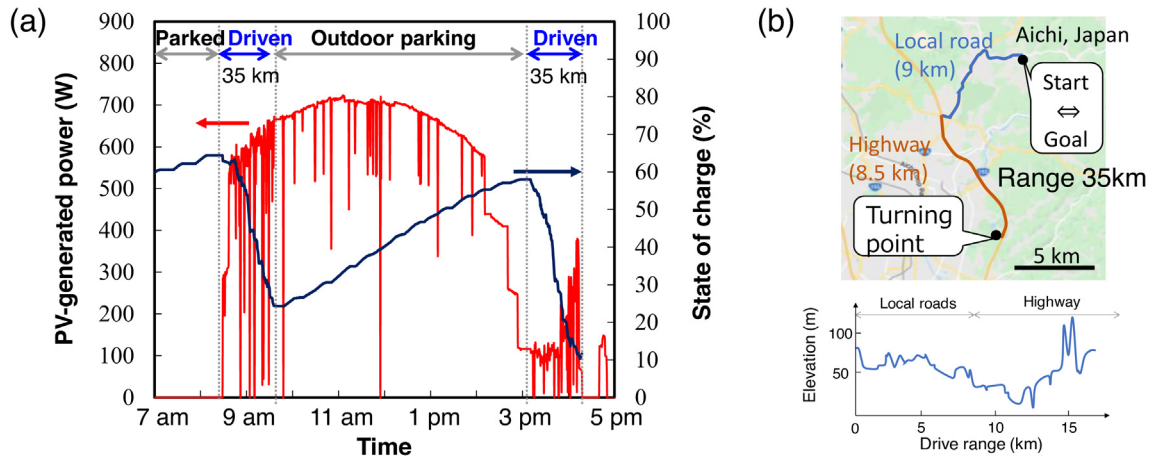 (a)
900
800
700
600
500
400
300
200
100
0
PV-generated power (W)
Parked
Driven
Outdoor parking
Driven
35 km
35 km
100
90
80
70
60
50
40
30
20
10
0
State of charge (%)
7 am
9 am
11 am
1 pm
3 pm
5 pm
Time
(b)
Local road
(9 km)
Aichi, Japan
Start
⇔
Goal
Highway
(8.5 km)
Range 35km
Turning
point
5 km
Local roads
Highway
Elevation (m)
100
50
0
5
10
15
Drive range (km)